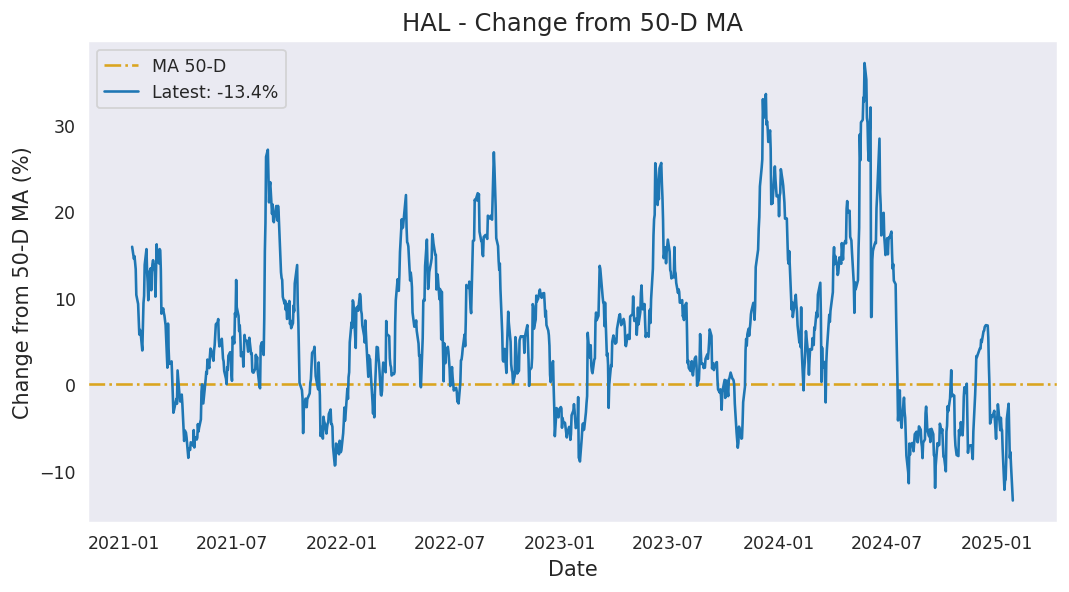 HAL - Change from 50-D MA
MA 50-D
Latest: -13.4%
Change from 50-D MA (%)
30
20
10
0
−10
2021-01 2021-07 2022-01 2022-07 2023-01 2023-07 2024-01 2024-07 2025-01
Date